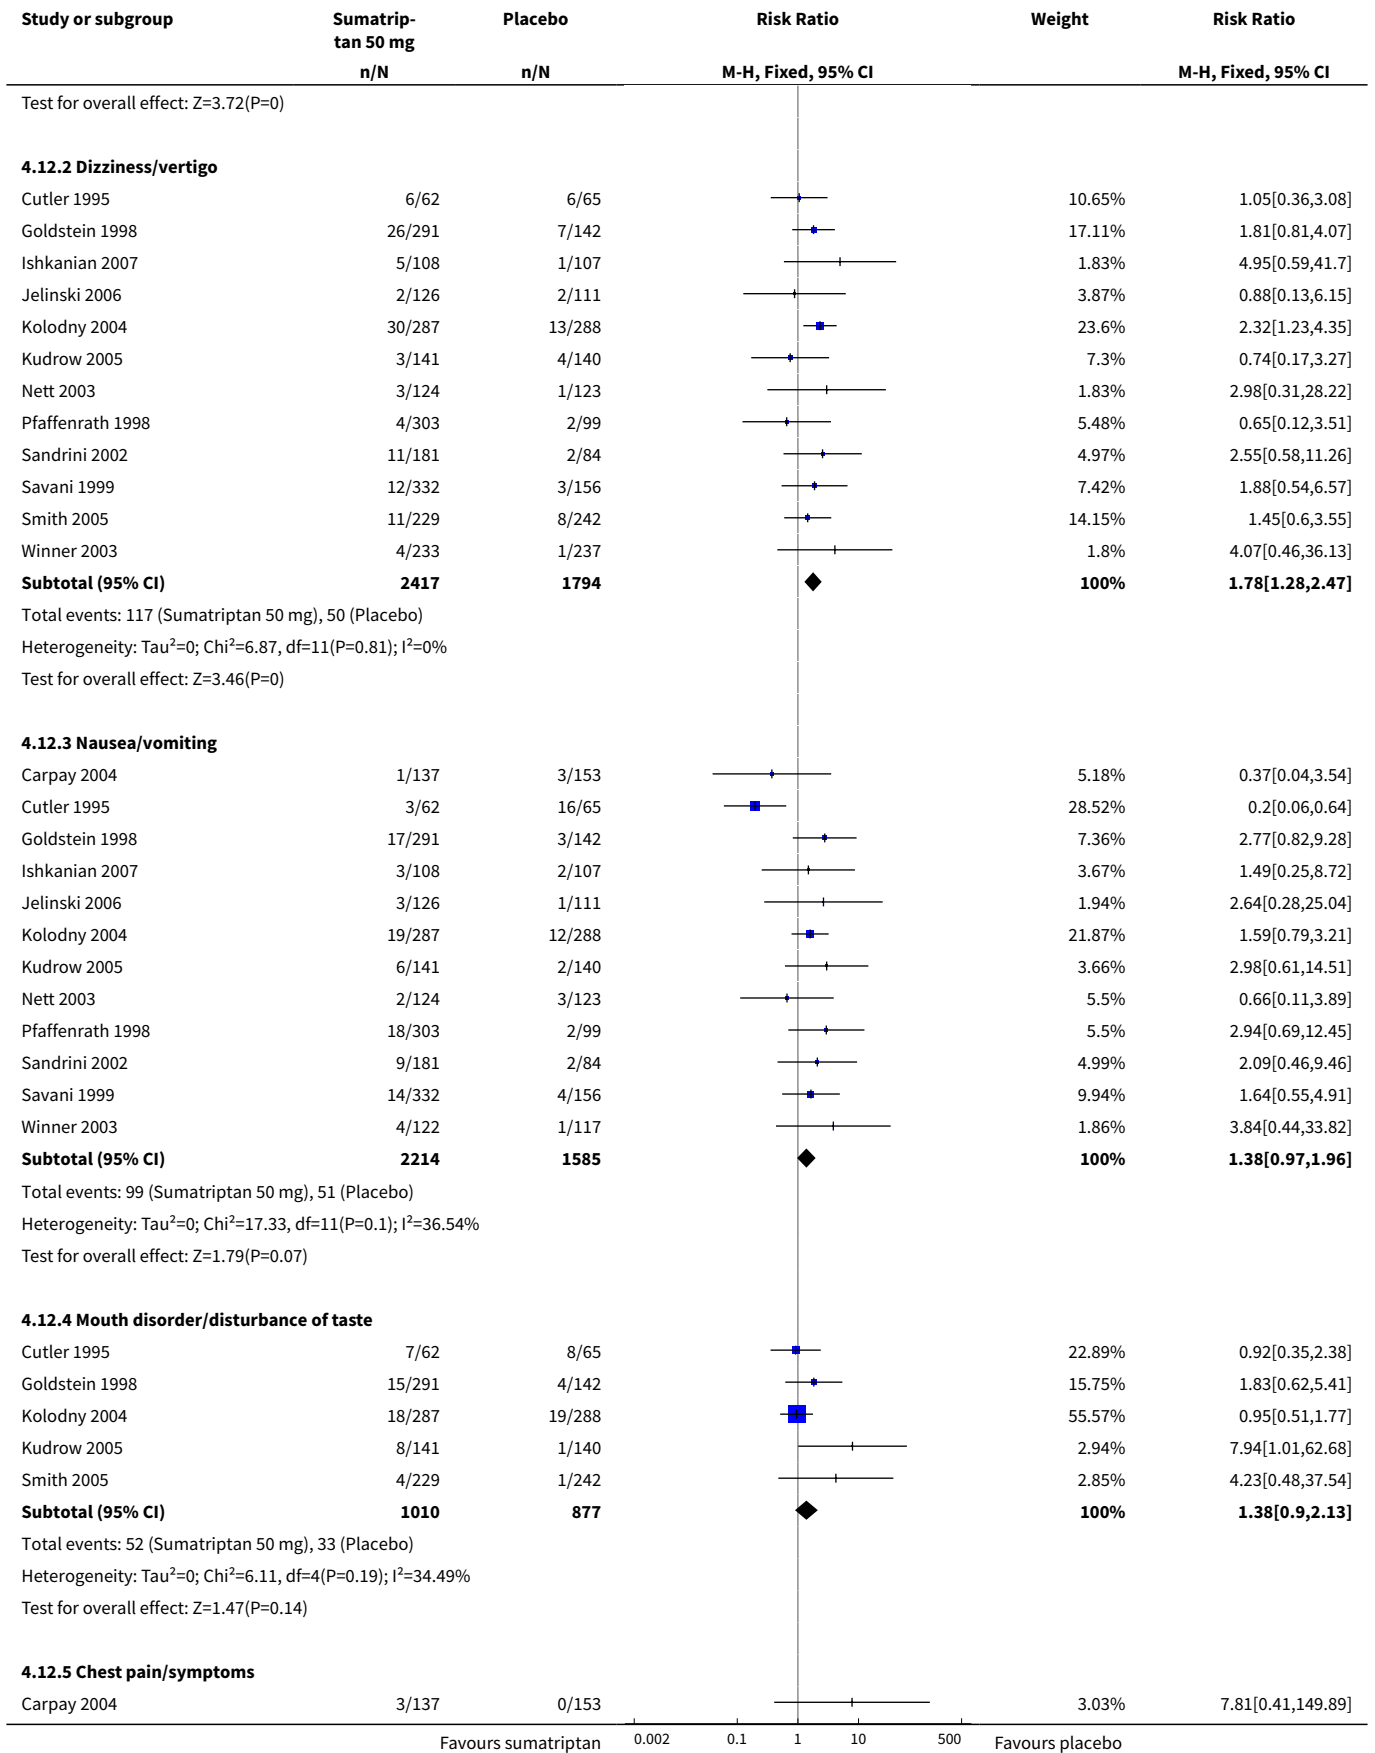 Study or subgroup Sumatrip- Placebo Risk Ratio Weight Risk Ratio
tan 50 mg
n/N n/N M-H, Fixed, 95% CI M-H, Fixed, 95% CI
Test for overall effect: Z=3.72(P=0)
4.12.2 Dizziness/vertigo
Cutler 1995 6/62 6/65 10.65% 1.05[0.36,3.08]
Goldstein 1998 26/291 7/142 17.11% 1.81[0.81,4.07]
Ishkanian 2007 5/108 1/107 1.83% 4.95[0.59,41.7]
Jelinski 2006 2/126 2/111 3.87% 0.88[0.13,6.15]
Kolodny 2004 30/287 13/288 23.6% 2.32[1.23,4.35]
Kudrow 2005 3/141 4/140 7.3% 0.74[0.17,3.27]
Nett 2003 3/124 1/123 1.83% 2.98[0.31,28.22]
Pfaffenrath 1998 4/303 2/99 5.48% 0.65[0.12,3.51]
Sandrini 2002 11/181 2/84 4.97% 2.55[0.58,11.26]
Savani 1999 12/332 3/156 7.42% 1.88[0.54,6.57]
Smith 2005 11/229 8/242 14.15% 1.45[0.6,3.55]
Winner 2003 4/233 1/237 1.8% 4.07[0.46,36.13]
Subtotal (95% CI) 2417 1794 100% 1.78[1.28,2.47]
Total events: 117 (Sumatriptan 50 mg), 50 (Placebo)
Heterogeneity: Tau²=0; Chi²=6.87, df=11(P=0.81); I²=0%
Test for overall effect: Z=3.46(P=0)
4.12.3 Nausea/vomiting
Carpay 2004 1/137 3/153 5.18% 0.37[0.04,3.54]
Cutler 1995 3/62 16/65 28.52% 0.2[0.06,0.64]
Goldstein 1998 17/291 3/142 7.36% 2.77[0.82,9.28]
Ishkanian 2007 3/108 2/107 3.67% 1.49[0.25,8.72]
Jelinski 2006 3/126 1/111 1.94% 2.64[0.28,25.04]
Kolodny 2004 19/287 12/288 21.87% 1.59[0.79,3.21]
Kudrow 2005 6/141 2/140 3.66% 2.98[0.61,14.51]
Nett 2003 2/124 3/123 5.5% 0.66[0.11,3.89]
Pfaffenrath 1998 18/303 2/99 5.5% 2.94[0.69,12.45]
Sandrini 2002 9/181 2/84 4.99% 2.09[0.46,9.46]
Savani 1999 14/332 4/156 9.94% 1.64[0.55,4.91]
Winner 2003 4/122 1/117 1.86% 3.84[0.44,33.82]
Subtotal (95% CI) 2214 1585 100% 1.38[0.97,1.96]
Total events: 99 (Sumatriptan 50 mg), 51 (Placebo)
Heterogeneity: Tau²=0; Chi²=17.33, df=11(P=0.1); I²=36.54%
Test for overall effect: Z=1.79(P=0.07)
4.12.4 Mouth disorder/disturbance of taste
Cutler 1995 7/62 8/65 22.89% 0.92[0.35,2.38]
Goldstein 1998 15/291 4/142 15.75% 1.83[0.62,5.41]
Kolodny 2004 18/287 19/288 55.57% 0.95[0.51,1.77]
Kudrow 2005 8/141 1/140 2.94% 7.94[1.01,62.68]
Smith 2005 4/229 1/242 2.85% 4.23[0.48,37.54]
Subtotal (95% CI) 1010 877 100% 1.38[0.9,2.13]
Total events: 52 (Sumatriptan 50 mg), 33 (Placebo)
Heterogeneity: Tau²=0; Chi²=6.11, df=4(P=0.19); I²=34.49%
Test for overall effect: Z=1.47(P=0.14)
4.12.5 Chest pain/symptoms
Carpay 2004 3/137 0/153 3.03% 7.81[0.41,149.89]
Favours sumatriptan 0.002 0.1 1 10 500 Favours placebo